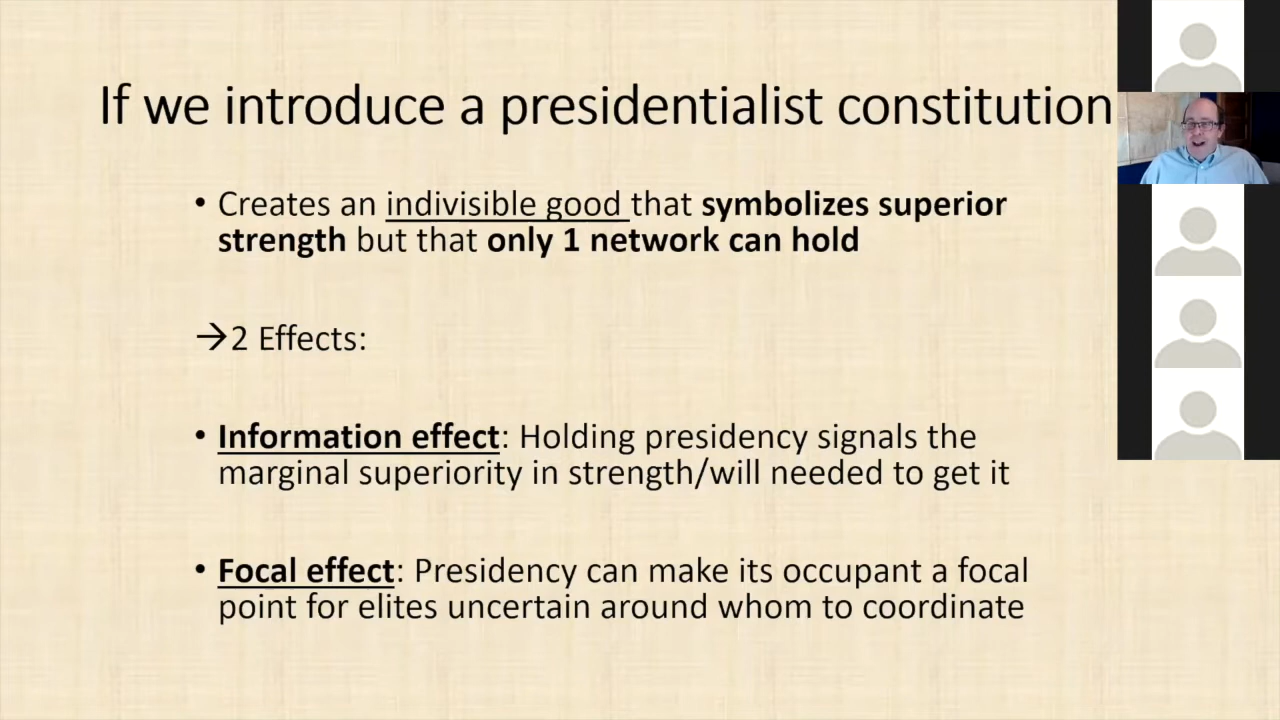 If we introduce a presidentialist constitution
• Creates an indivisible good that symbolizes superior
strength but that only 1 network can hold
→2 Effects:
• Information effect: Holding presidency signals the
marginal superiority in strength/will needed to get it
• Focal effect: Presidency can make its occupant a focal
point for elites uncertain around whom to coordinate